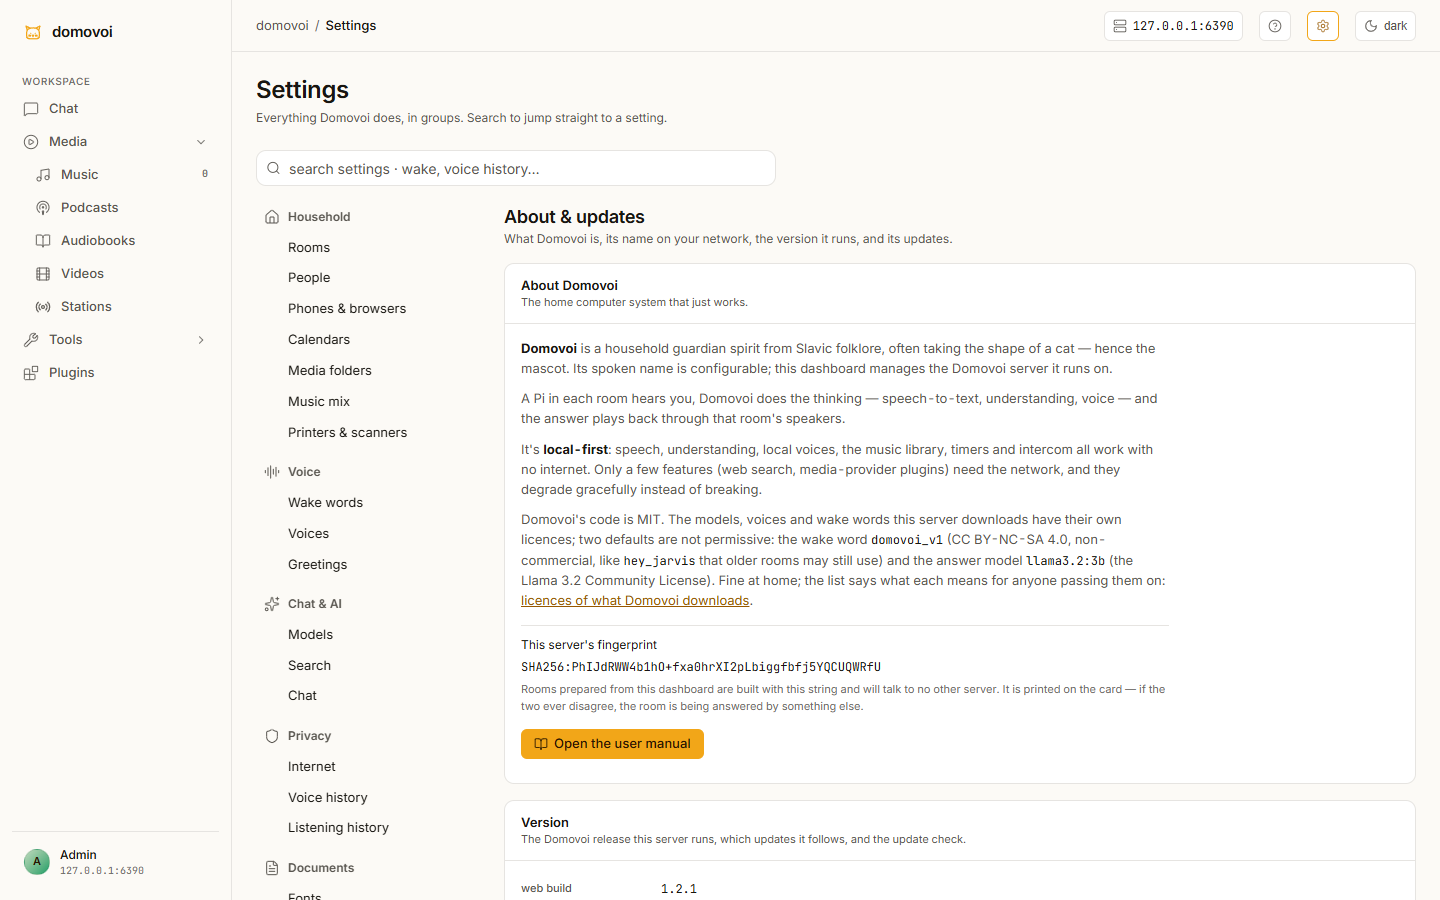 domovoi
WORKSPACE
Chat
Media
Music 0
Podcasts
Audiobooks
Videos
Stations
Tools
Plugins
A
Admin
127.0.0.1:6390
domovoi / Settings
127.0.0.1:6390
dark
Settings
Everything Domovoi does, in groups. Search to jump straight to a setting.
search settings · wake, voice history...
Household
Rooms
People
Phones & browsers
Calendars
Media folders
Music mix
Printers & scanners
Voice
Wake words
Voices
Greetings
Chat & AI
Models
Search
Chat
Privacy
Internet
Voice history
Listening history
Documents
Fonts
About & updates
What Domovoi is, its name on your network, the version it runs, and its updates.
About Domovoi
The home computer system that just works.
Domovoi is a household guardian spirit from Slavic folklore, often taking the shape of a cat — hence the
mascot. Its spoken name is configurable; this dashboard manages the Domovoi server it runs on.
A Pi in each room hears you, Domovoi does the thinking — speech-to-text, understanding, voice — and
the answer plays back through that room's speakers.
It's local-first: speech, understanding, local voices, the music library, timers and intercom all work with
no internet. Only a few features (web search, media-provider plugins) need the network, and they
degrade gracefully instead of breaking.
Domovoi's code is MIT. The models, voices and wake words this server downloads have their own
licences; two defaults are not permissive: the wake word domovoi_v1 (CC BY-NC-SA 4.0, non-
commercial, like hey_jarvis that older rooms may still use) and the answer model llama3.2:3b (the
Llama 3.2 Community License). Fine at home; the list says what each means for anyone passing them on:
licences of what Domovoi downloads.
This server's fingerprint
SHA256:PhIJdRWW4b1hO+fxa0hrXI2pLbiggfbfj5YQCUQWRfU
Rooms prepared from this dashboard are built with this string and will talk to no other server. It is printed on the card — if the
two ever disagree, the room is being answered by something else.
Open the user manual
Version
The Domovoi release this server runs, which updates it follows, and the update check.
web build 1.2.1